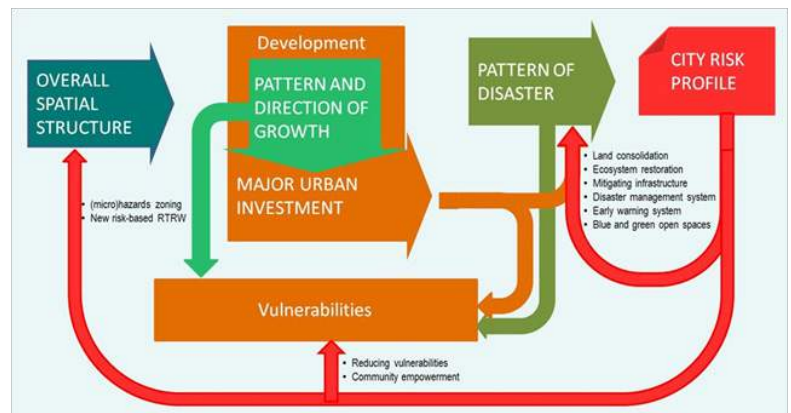 OVERALL
SPATIAL
STRUCTURE
Development
PATTERN AND
DIRECTION OF
GROWTH
MAJOR URBAN
INVESTMENT
PATTERN OF
DISASTER
CITY RISK
PROFILE
• (micro)hazards zoning
• New risk-based RTRW
• Land consolidation
• Ecosystem restoration
• Mitigating infrastructure
• Disaster management system
• Early warning system
• Blue and green open spaces
Vulnerabilities
• Reducing vulnerabilities
• Community empowerment